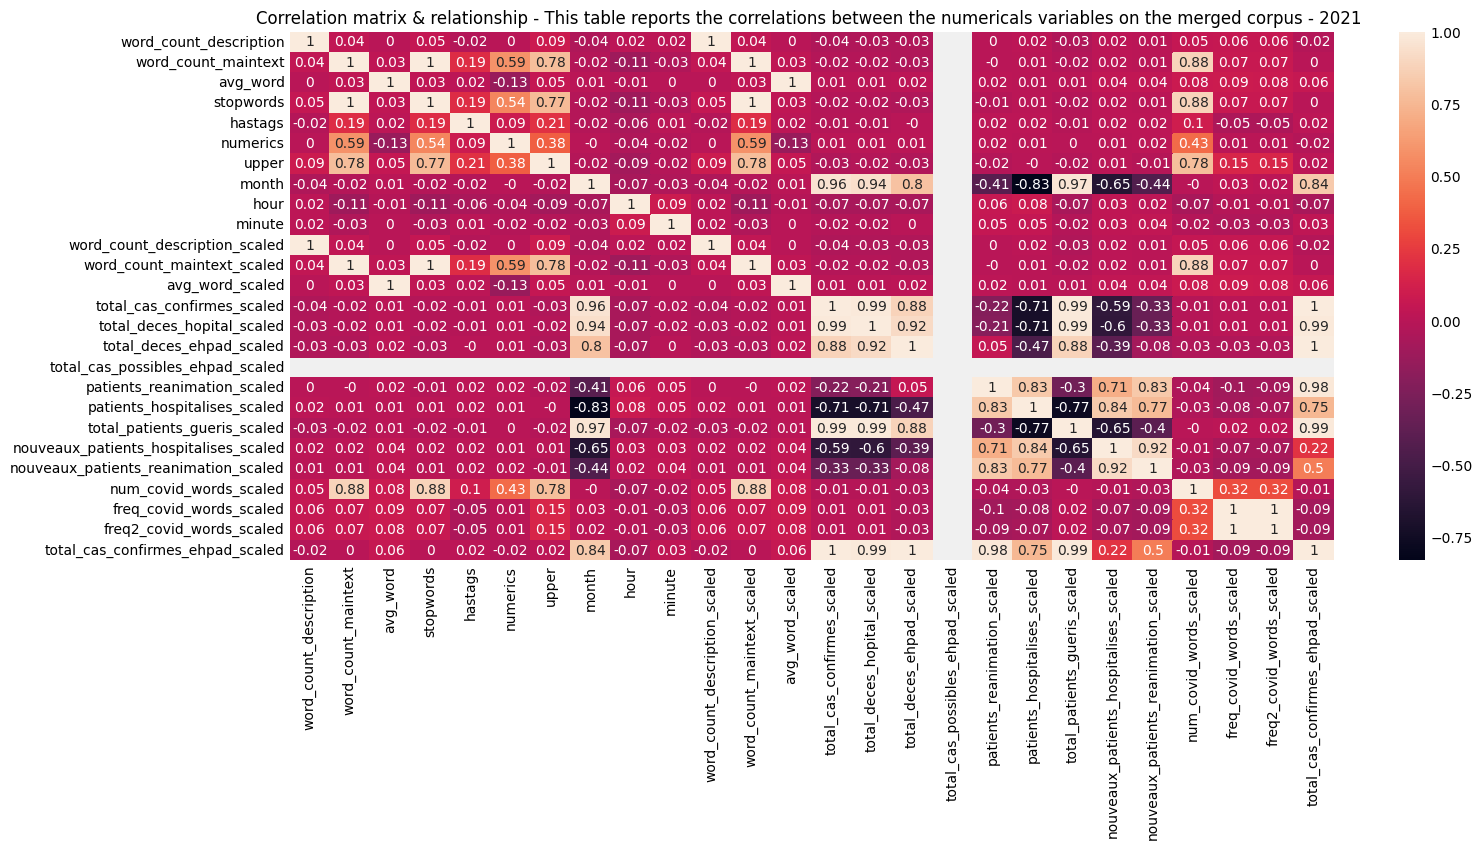 Correlation matrix & relationship - This table reports the correlations between the numericals variables on the merged corpus - 2021
word_count_description 1 0.04 0 0.05 -0.02 0 0.09 -0.04 0.02 0.02 1 0.04 0 -0.04 -0.03 -0.03 0 0.02 -0.03 0.02 0.01 0.05 0.06 0.06 -0.02
word_count_maintext 0.04 1 0.03 1 0.19 0.59 0.78 -0.02 -0.11 -0.03 0.04 1 0.03 -0.02 -0.02 -0.03 -0 0.01 -0.02 0.02 0.01 0.88 0.07 0.07 0
avg_word 0 0.03 1 0.03 0.02 -0.13 0.05 0.01 -0.01 0 0 0.03 1 0.01 0.01 0.02 0.02 0.01 0.01 0.04 0.04 0.08 0.09 0.08 0.06
stopwords 0.05 1 0.03 1 0.19 0.54 0.77 -0.02 -0.11 -0.03 0.05 1 0.03 -0.02 -0.02 -0.03 -0.01 0.01 -0.02 0.02 0.01 0.88 0.07 0.07 0
hastags -0.02 0.19 0.02 0.19 1 0.09 0.21 -0.02 -0.06 0.01 -0.02 0.19 0.02 -0.01 -0.01 -0 0.02 0.02 -0.01 0.02 0.02 0.1 -0.05 -0.05 0.02
numerics 0 0.59 -0.13 0.54 0.09 1 0.38 -0 -0.04 -0.02 0 0.59 -0.13 0.01 0.01 0.01 0.02 0.01 0 0.01 0.02 0.43 0.01 0.01 -0.02
upper 0.09 0.78 0.05 0.77 0.21 0.38 1 -0.02 -0.09 -0.02 0.09 0.78 0.05 -0.03 -0.02 -0.03 -0.02 -0 -0.02 0.01 -0.01 0.78 0.15 0.15 0.02
month -0.04 -0.02 0.01 -0.02 -0.02 -0 -0.02 1 -0.07 -0.03 -0.04 -0.02 0.01 0.96 0.94 0.8 -0.41 -0.83 0.97 -0.65 -0.44 -0 0.03 0.02 0.84
hour 0.02 -0.11 -0.01 -0.11 -0.06 -0.04 -0.09 -0.07 1 0.09 0.02 -0.11 -0.01 -0.07 -0.07 -0.07 0.06 0.08 -0.07 0.03 0.02 -0.07 -0.01 -0.01 -0.07
minute 0.02 -0.03 0 -0.03 0.01 -0.02 -0.02 -0.03 0.09 1 0.02 -0.03 0 -0.02 -0.02 0 0.05 0.05 -0.02 0.03 0.04 -0.02 -0.03 -0.03 0.03
word_count_description_scaled 1 0.04 0 0.05 -0.02 0 0.09 -0.04 0.02 0.02 1 0.04 0 -0.04 -0.03 -0.03 0 0.02 -0.03 0.02 0.01 0.05 0.06 0.06 -0.02
word_count_maintext_scaled 0.04 1 0.03 1 0.19 0.59 0.78 -0.02 -0.11 -0.03 0.04 1 0.03 -0.02 -0.02 -0.03 -0 0.01 -0.02 0.02 0.01 0.88 0.07 0.07 0
avg_word_scaled 0 0.03 1 0.03 0.02 -0.13 0.05 0.01 -0.01 0 0 0.03 1 0.01 0.01 0.02 0.02 0.01 0.01 0.04 0.04 0.08 0.09 0.08 0.06
total_cas_confirmes_scaled -0.04 -0.02 0.01 -0.02 -0.01 0.01 -0.03 0.96 -0.07 -0.02 -0.04 -0.02 0.01 1 0.99 0.88 -0.22 -0.71 0.99 -0.59 -0.33 -0.01 0.01 0.01 1
total_deces_hopital_scaled -0.03 -0.02 0.01 -0.02 -0.01 0.01 -0.02 0.94 -0.07 -0.02 -0.03 -0.02 0.01 0.99 1 0.92 -0.21 -0.71 0.99 -0.6 -0.33 -0.01 0.01 0.01 0.99
total_deces_ehpad_scaled -0.03 -0.03 0.02 -0.03 -0 0.01 -0.03 0.8 -0.07 0 -0.03 -0.03 0.02 0.88 0.92 1 0.05 -0.47 0.88 -0.39 -0.08 -0.03 -0.03 -0.03 1
total_cas_possibles_ehpad_scaled
patients_reanimation_scaled 0 -0 0.02 -0.01 0.02 0.02 -0.02 -0.41 0.06 0.05 0 -0 0.02 -0.22 -0.21 0.05 1 0.83 -0.3 0.71 0.83 -0.04 -0.1 -0.09 0.98
patients_hospitalises_scaled 0.02 0.01 0.01 0.01 0.02 0.01 -0 -0.83 0.08 0.05 0.02 0.01 0.01 -0.71 -0.71 -0.47 0.83 1 -0.77 0.84 0.77 -0.03 -0.08 -0.07 0.75
total_patients_gueris_scaled -0.03 -0.02 0.01 -0.02 -0.01 0 -0.02 0.97 -0.07 -0.02 -0.03 -0.02 0.01 0.99 0.99 0.88 -0.3 -0.77 1 -0.65 -0.4 -0 0.02 0.02 0.99
nouveaux_patients_hospitalises_scaled 0.02 0.02 0.04 0.02 0.02 0.01 0.01 -0.65 0.03 0.03 0.02 0.02 0.04 -0.59 -0.6 -0.39 0.71 0.84 -0.65 1 0.92 -0.01 -0.07 -0.07 0.22
nouveaux_patients_reanimation_scaled 0.01 0.01 0.04 0.01 0.02 0.02 -0.01 -0.44 0.02 0.04 0.01 0.01 0.04 -0.33 -0.33 -0.08 0.83 0.77 -0.4 0.92 1 -0.03 -0.09 -0.09 0.5
num_covid_words_scaled 0.05 0.88 0.08 0.88 0.1 0.43 0.78 -0 -0.07 -0.02 0.05 0.88 0.08 -0.01 -0.01 -0.03 -0.04 -0.03 -0 -0.01 -0.03 1 0.32 0.32 -0.01
freq_covid_words_scaled 0.06 0.07 0.09 0.07 -0.05 0.01 0.15 0.03 -0.01 -0.03 0.06 0.07 0.09 0.01 0.01 -0.03 -0.1 -0.08 0.02 -0.07 -0.09 0.32 1 1 -0.09
freq2_covid_words_scaled 0.06 0.07 0.08 0.07 -0.05 0.01 0.15 0.02 -0.01 -0.03 0.06 0.07 0.08 0.01 0.01 -0.03 -0.09 -0.07 0.02 -0.07 -0.09 0.32 1 1 -0.09
total_cas_confirmes_ehpad_scaled -0.02 0 0.06 0 0.02 -0.02 0.02 0.84 -0.07 0.03 -0.02 0 0.06 1 0.99 1 0.98 0.75 0.99 0.22 0.5 -0.01 -0.09 -0.09 1
word_count_description
word_count_maintext
avg_word
stopwords
hastags
numerics
upper
month
hour
minute
word_count_description_scaled
word_count_maintext_scaled
avg_word_scaled
total_cas_confirmes_scaled
total_deces_hopital_scaled
total_deces_ehpad_scaled
total_cas_possibles_ehpad_scaled
patients_reanimation_scaled
patients_hospitalises_scaled
total_patients_gueris_scaled
nouveaux_patients_hospitalises_scaled
nouveaux_patients_reanimation_scaled
num_covid_words_scaled
freq_covid_words_scaled
freq2_covid_words_scaled
total_cas_confirmes_ehpad_scaled
1.00
0.75
0.50
0.25
0.00
−0.25
−0.50
−0.75